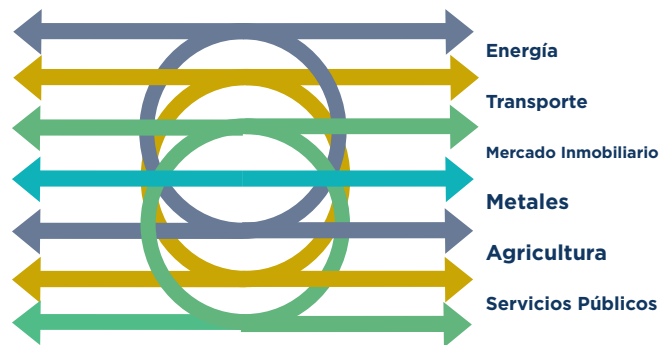 Energía
Transporte
Mercado Inmobiliario
Metales
Agricultura
Servicios Públicos